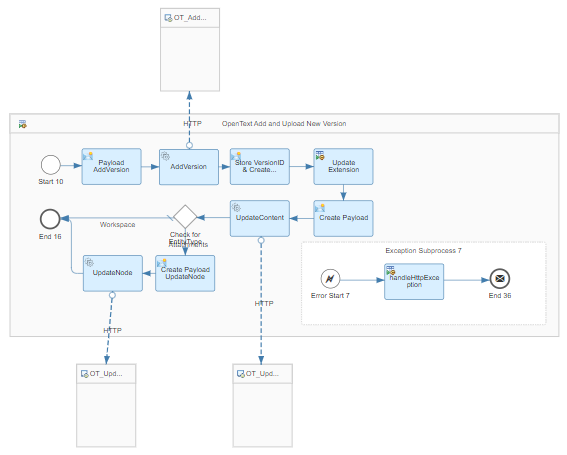 OT_Add...
HTTP
OpenText Add and Upload New Version
Start 10
Payload
AddVersion
AddVersion
Store VersionID
& Create...
Update
Extension
End 16
Workspace
Check for
EntityType
Attachments
UpdateContent
Create Payload
UpdateNode
Create Payload
UpdateNode
Exception Subprocess 7
Error Start 7
handleHttpExce
ption
End 36
HTTP
HTTP
OT_Upd...
OT_Upd...